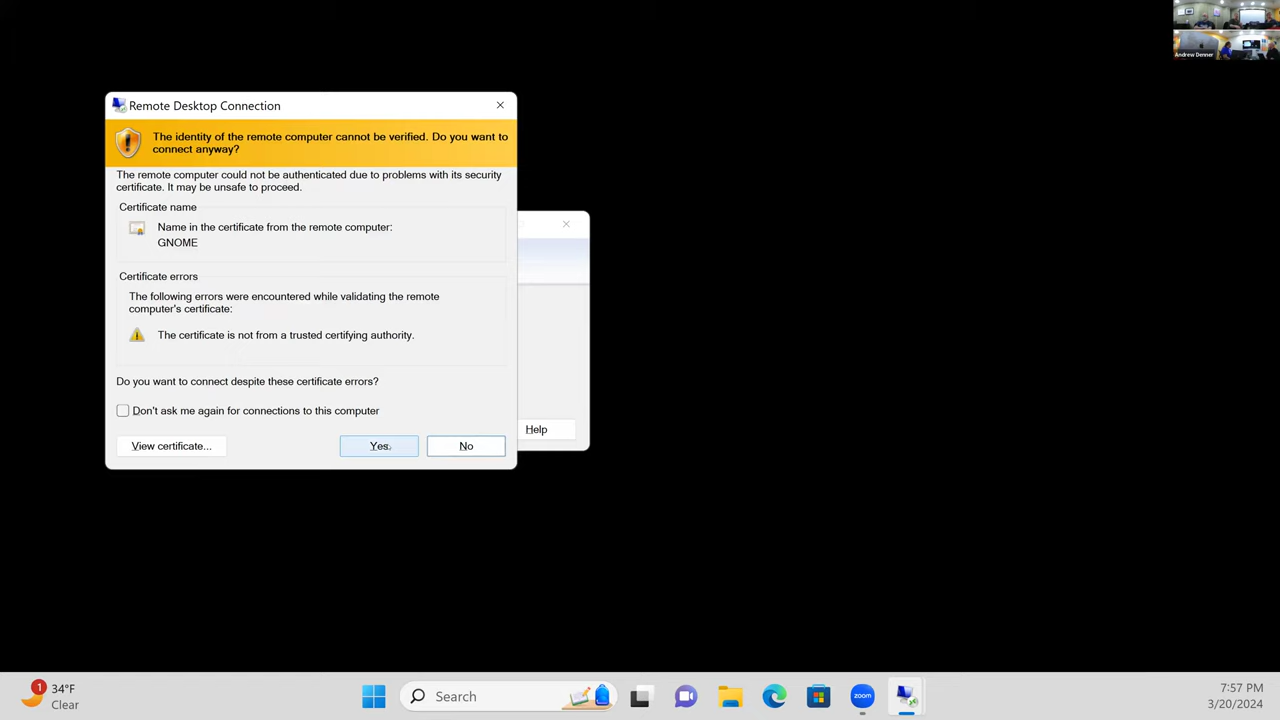 Andrew Denner
Remote Desktop Connection
The identity of the remote computer cannot be verified. Do you want to
connect anyway?
The remote computer could not be authenticated due to problems with its security
certificate. It may be unsafe to proceed.
Certificate name
Name in the certificate from the remote computer:
GNOME
Certificate errors
The following errors were encountered while validating the remote
computer's certificate:
The certificate is not from a trusted certifying authority.
Do you want to connect despite these certificate errors?
Don't ask me again for connections to this computer
View certificate...
Yes
No
Help
1
34°F
Clear
Search
zoom
7:57 PM
3/20/2024